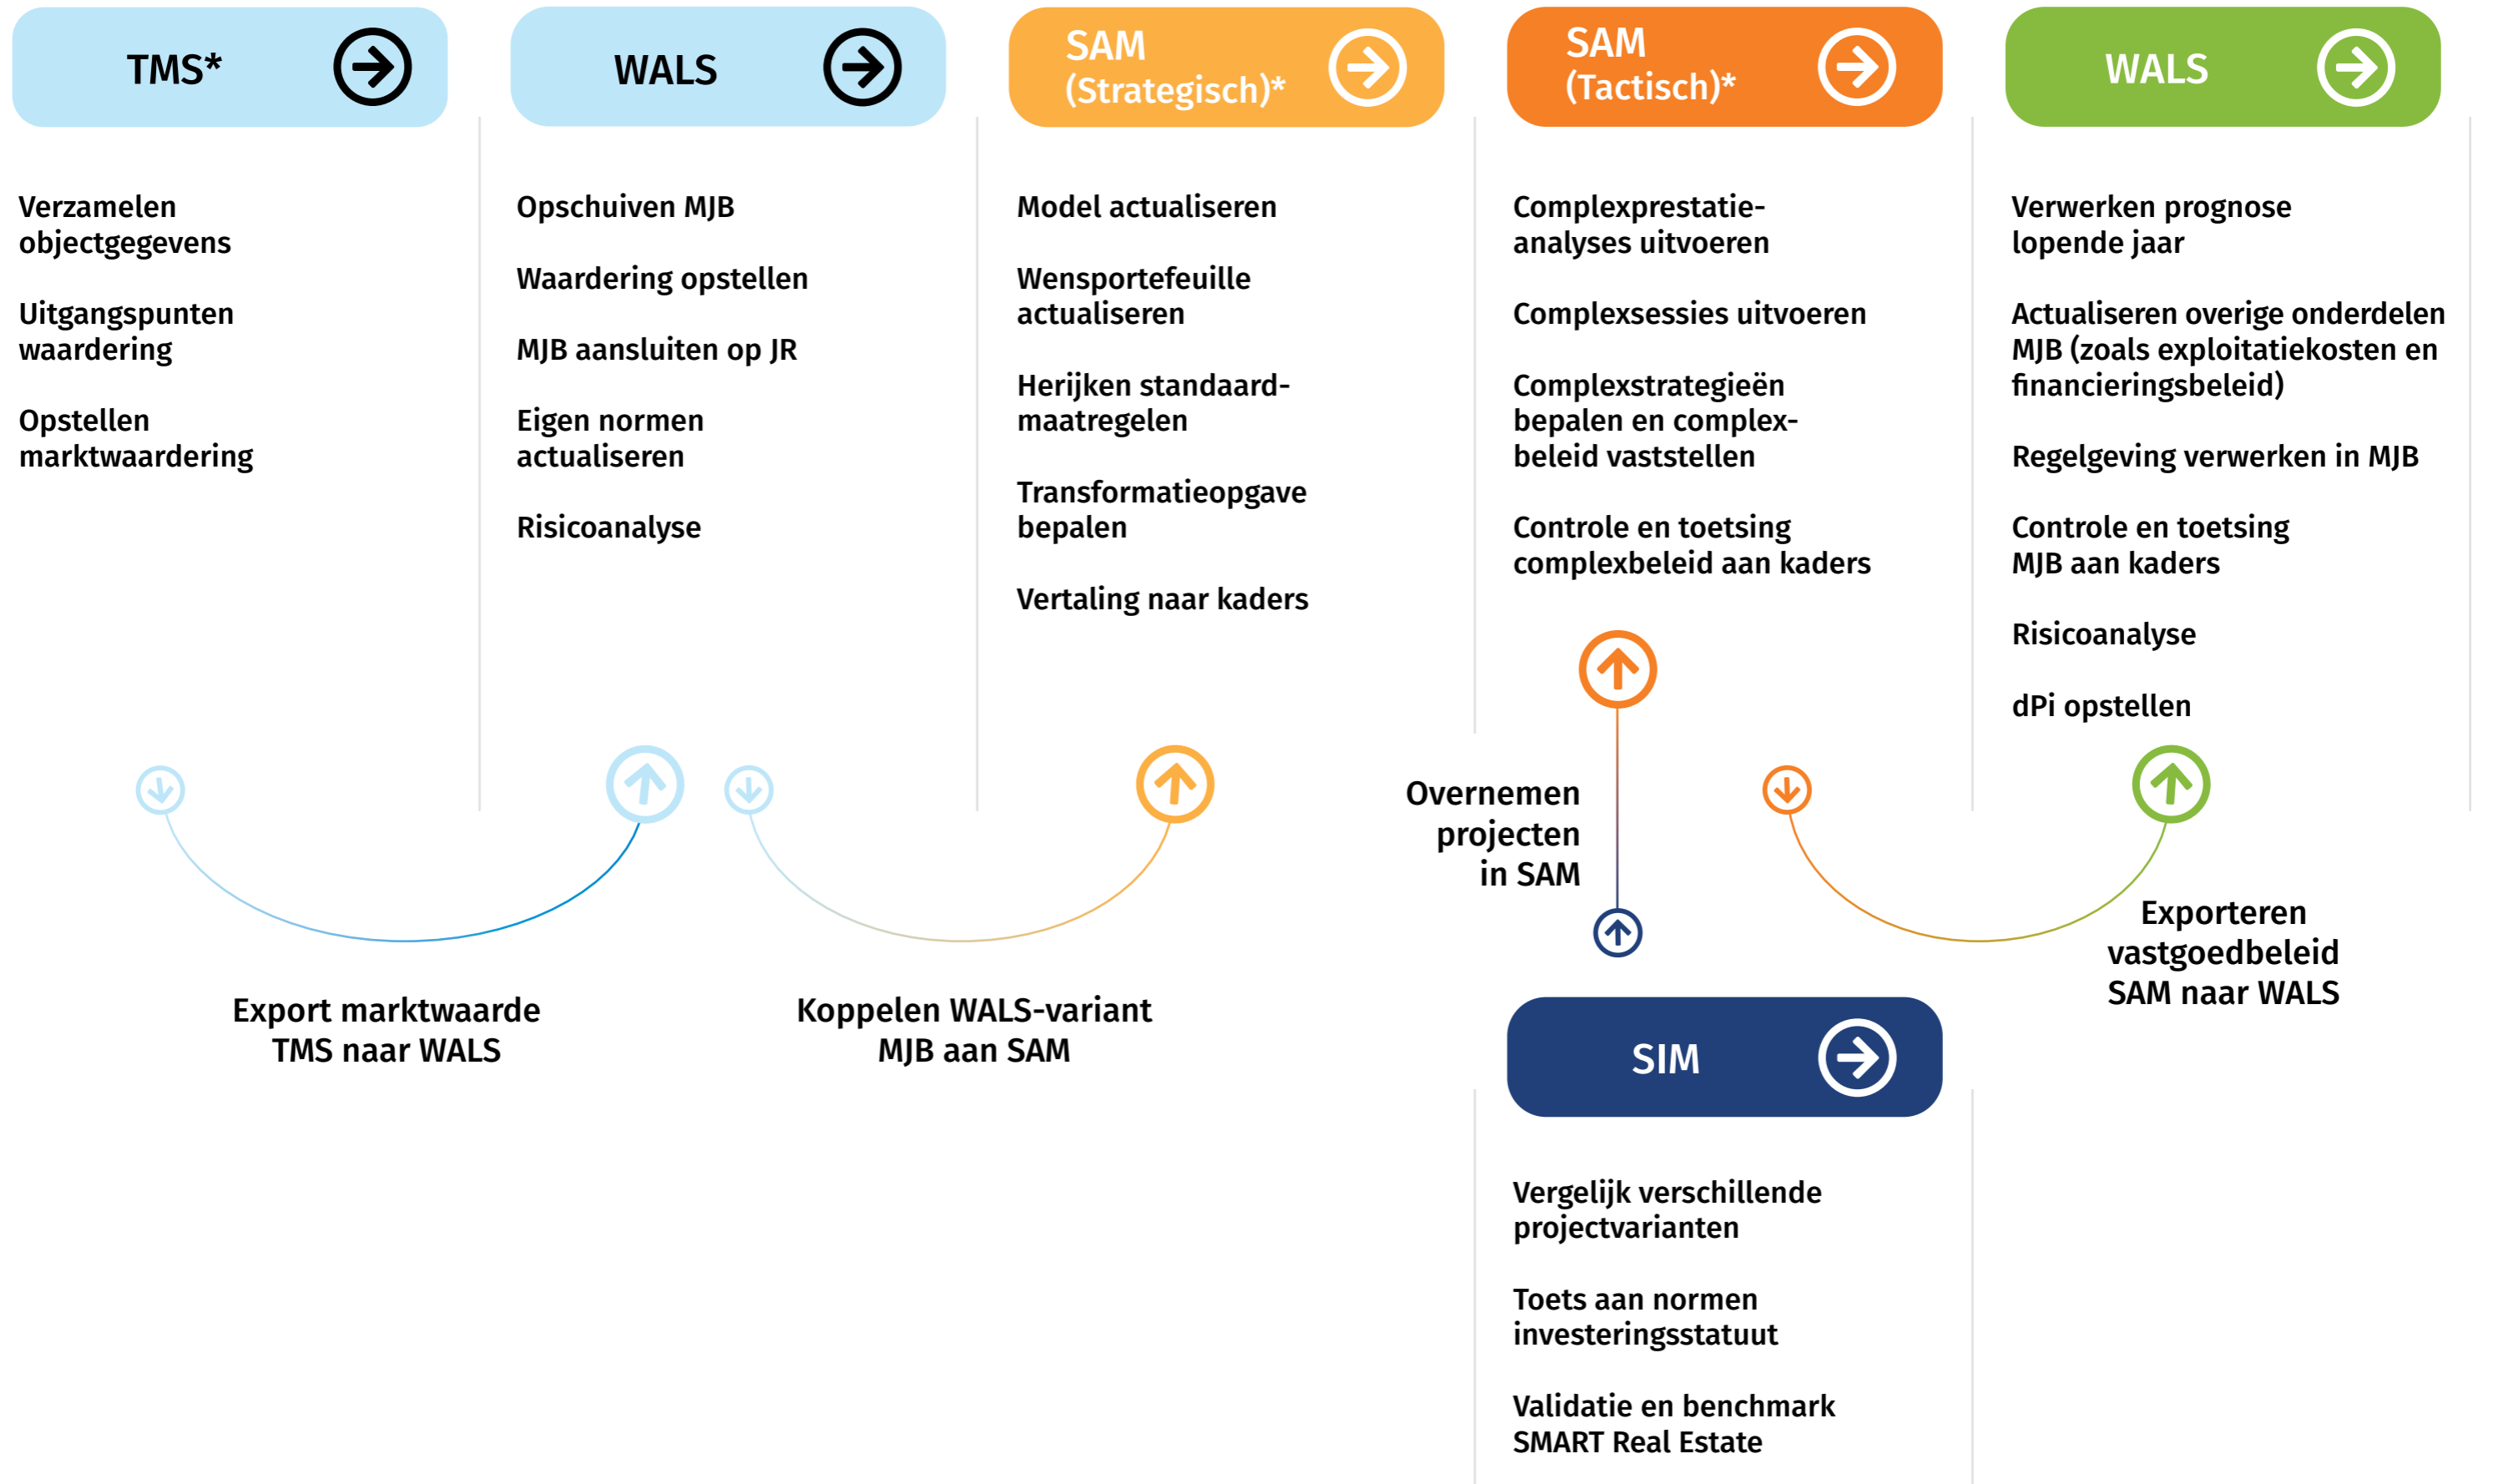 TMS*
Verzamelen
objectgegevens
Uitgangspunten
waardering
Opstellen
marktwaardering
WALS
Opschuiven MJB
Waardering opstellen
MJB aansluiten op JR
Eigen normen
actualiseren
Risicoanalyse
SAM
(Strategisch)*
Model actualiseren
Wensportefeuille
actualiseren
Herijken standaard-
maatregelen
Transformatieopgave
bepalen
Vertaling naar kaders
SAM
(Tactisch)*
Complexprestatie-
analyses uitvoeren
Complexsessies uitvoeren
Complexstrategieën
bepalen en complex-
beleid vaststellen
Controle en toetsing
complexbeleid aan kaders
WALS
Verwerken prognose
lopende jaar
Actualiseren overige onderdelen
MJB (zoals exploitatiekosten en
financieringsbeleid)
Regelgeving verwerken in MJB
Controle en toetsing
MJB aan kaders
Risicoanalyse
dPi opstellen
Export marktwaarde
TMS naar WALS
Koppelen WALS-variant
MJB aan SAM
Overnemen
projecten
in SAM
Exporteren
vastgoedbeleid
SAM naar WALS
SIM
Vergelijk verschillende
projectvarianten
Toets aan normen
investeringsstatuut
Validatie en benchmark
SMART Real Estate